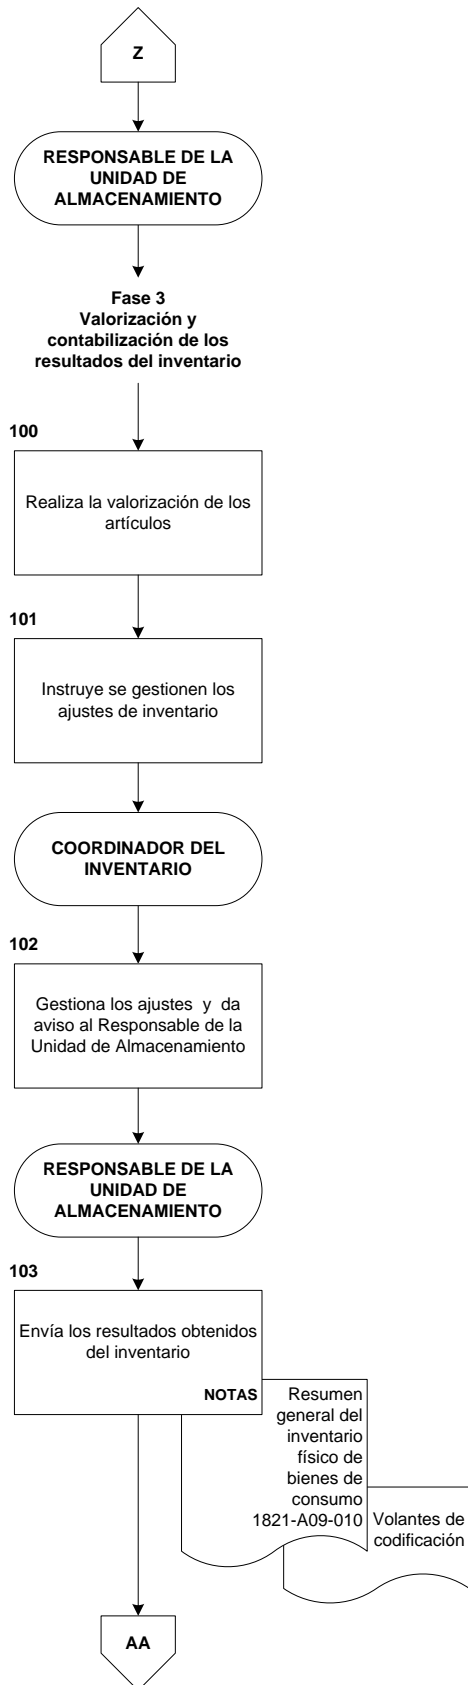 Z
RESPONSABLE DE LA
UNIDAD DE
ALMACENAMIENTO
Fase 3
Valorización y
contabilización de los
resultados del inventario
100
Realiza la valorización de los
artículos
101
Instruye se gestionen los
ajustes de inventario
COORDINADOR DEL
INVENTARIO
102
Gestiona los ajustes y da
aviso al Responsable de la
Unidad de Almacenamiento
RESPONSABLE DE LA
UNIDAD DE
ALMACENAMIENTO
103
Envía los resultados obtenidos
del inventario
NOTAS
Resumen
general del
inventario
físico de
bienes de
consumo
1821-A09-010
Volantes de
codificación
AA